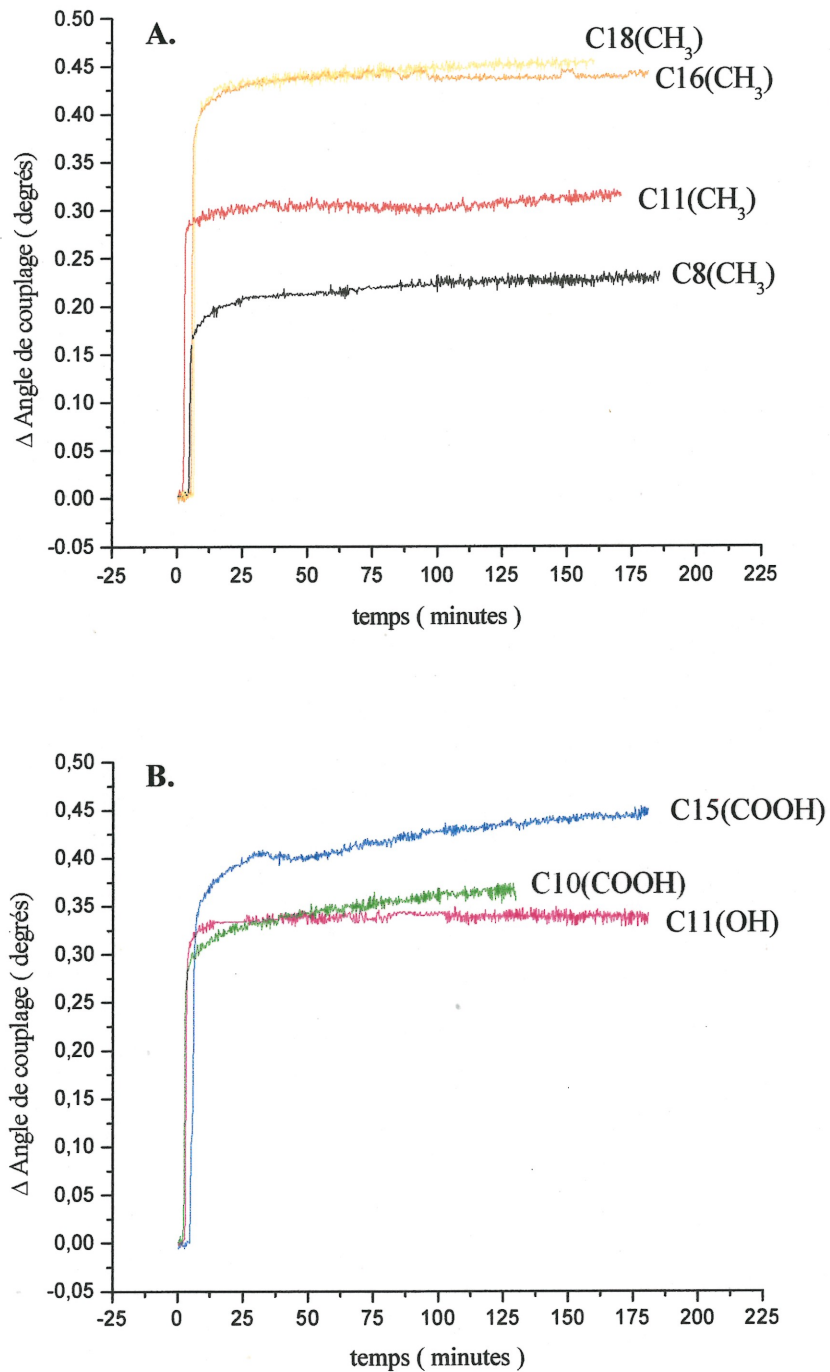 A.
0.50
0.45
0.40
0.35
0.30
0.25
0.20
0.15
0.10
0.05
0.00
-0.05
Δ Angle de couplage ( degrés)
C18(CH₃)
C16(CH₃)
C11(CH₃)
C8(CH₃)
-25 0 25 50 75 100 125 150 175 200 225
temps ( minutes )
B.
0,50
0,45
0,40
0,35
0,30
0,25
0,20
0,15
0,10
0,05
0,00
-0,05
Δ Angle de couplage ( degrés)
C15(COOH)
C10(COOH)
C11(OH)
-25 0 25 50 75 100 125 150 175 200 225
temps ( minutes )